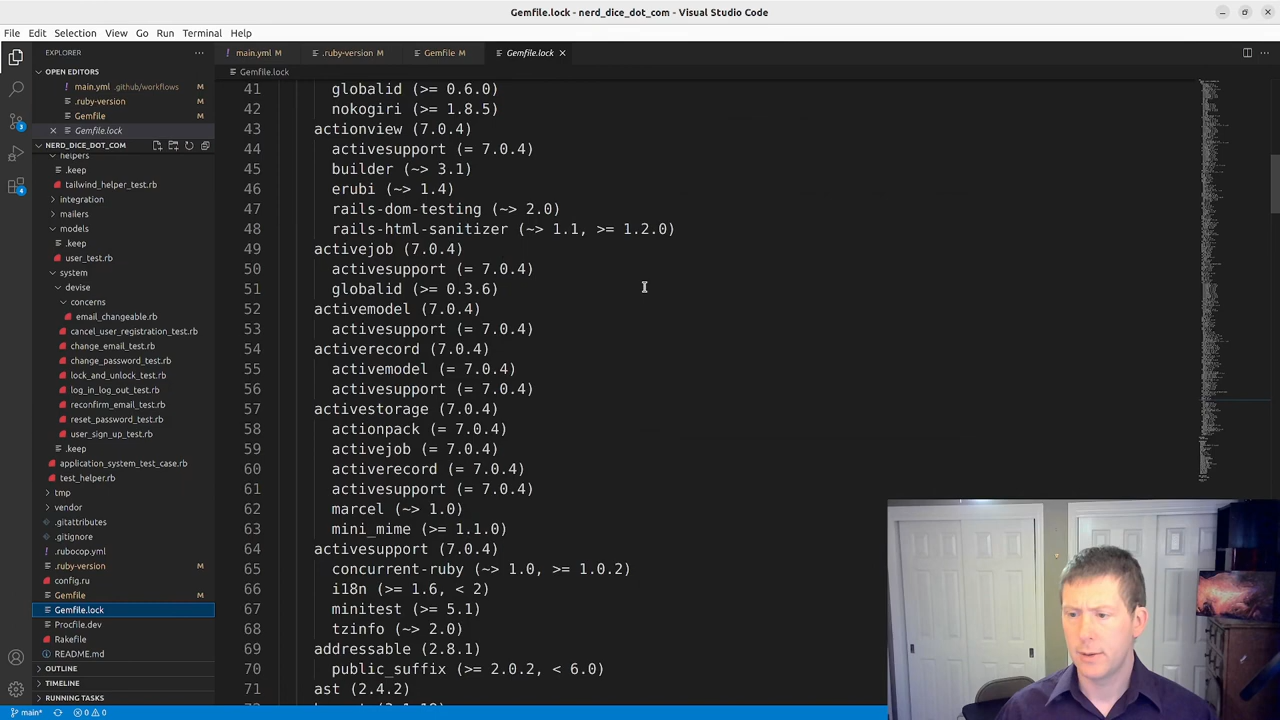 Gemfile.lock - nerd_dice_dot_com - Visual Studio Code
File Edit Selection View Go Run Terminal Help
EXPLORER
main.yml M
.ruby-version M
Gemfile M
Gemfile.lock
OPEN EDITORS
Gemfile.lock
main.yml .github/workflows M
.ruby-version M
Gemfile M
Gemfile.lock
NERD_DICE_DOT_COM
helpers
.keep
tailwind_helper_test.rb
integration
mailers
models
.keep
user_test.rb
system
devise
concerns
email_changeable.rb
cancel_user_registration_test.rb
change_email_test.rb
change_password_test.rb
lock_and_unlock_test.rb
log_in_log_out_test.rb
reconfirm_email_test.rb
reset_password_test.rb
user_sign_up_test.rb
.keep
application_system_test_case.rb
test_helper.rb
tmp
vendor
.gitattributes
.gitignore
.rubocop.yml
.ruby-version M
config.ru
Gemfile M
Gemfile.lock
Procfile.dev
Rakefile
README.md
OUTLINE
TIMELINE
RUNNING TASKS
3
4
41 globalid (>= 0.6.0)
42 nokogiri (>= 1.8.5)
43 actionview (7.0.4)
44 activesupport (= 7.0.4)
45 builder (~> 3.1)
46 erubi (~> 1.4)
47 rails-dom-testing (~> 2.0)
48 rails-html-sanitizer (~> 1.1, >= 1.2.0)
49 activejob (7.0.4)
50 activesupport (= 7.0.4)
51 globalid (>= 0.3.6)
52 activemodel (7.0.4)
53 activesupport (= 7.0.4)
54 activerecord (7.0.4)
55 activemodel (= 7.0.4)
56 activesupport (= 7.0.4)
57 activestorage (7.0.4)
58 actionpack (= 7.0.4)
59 activejob (= 7.0.4)
60 activerecord (= 7.0.4)
61 activesupport (= 7.0.4)
62 marcel (~> 1.0)
63 mini_mime (>= 1.1.0)
64 activesupport (7.0.4)
65 concurrent-ruby (~> 1.0, >= 1.0.2)
66 i18n (>= 1.6, < 2)
67 minitest (>= 5.1)
68 tzinfo (~> 2.0)
69 addressable (2.8.1)
70 public_suffix (>= 2.0.2, < 6.0)
71 ast (2.4.2)
main* 0 0